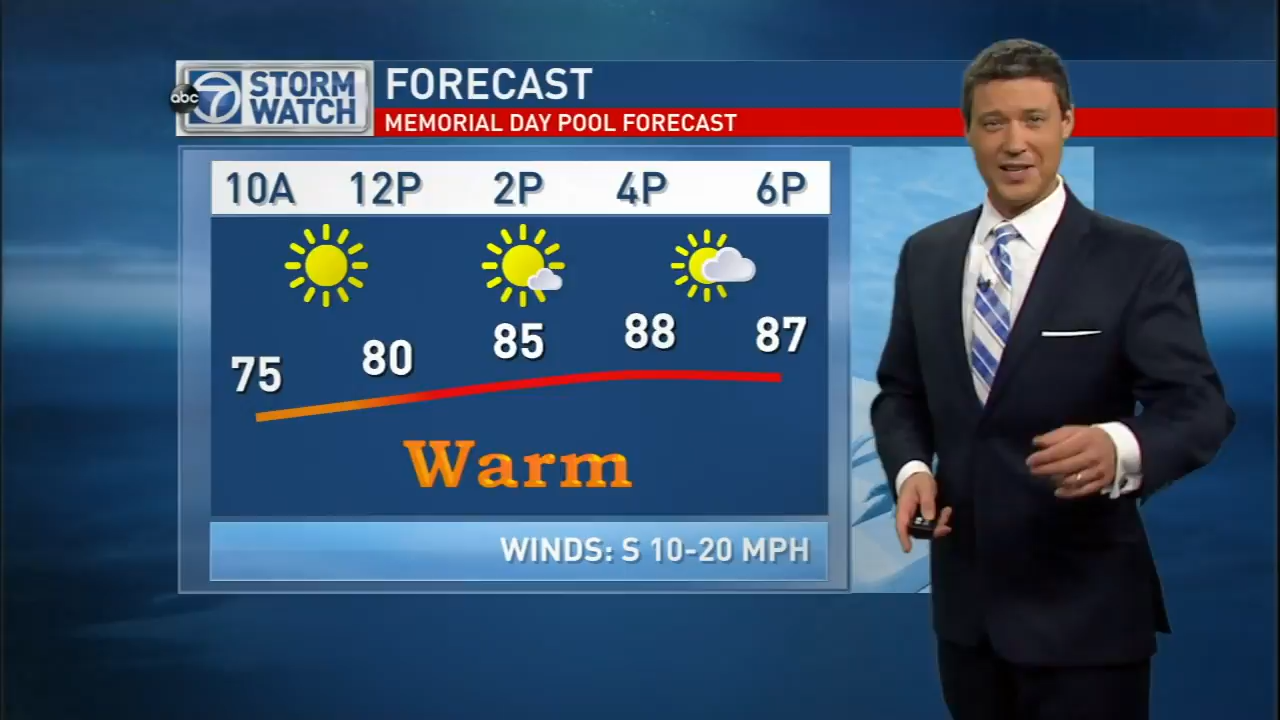 abc 7 STORM
WATCH
FORECAST
MEMORIAL DAY POOL FORECAST
10A 12P 2P 4P 6P
75 80 85 88 87
Warm
WINDS: S 10-20 MPH